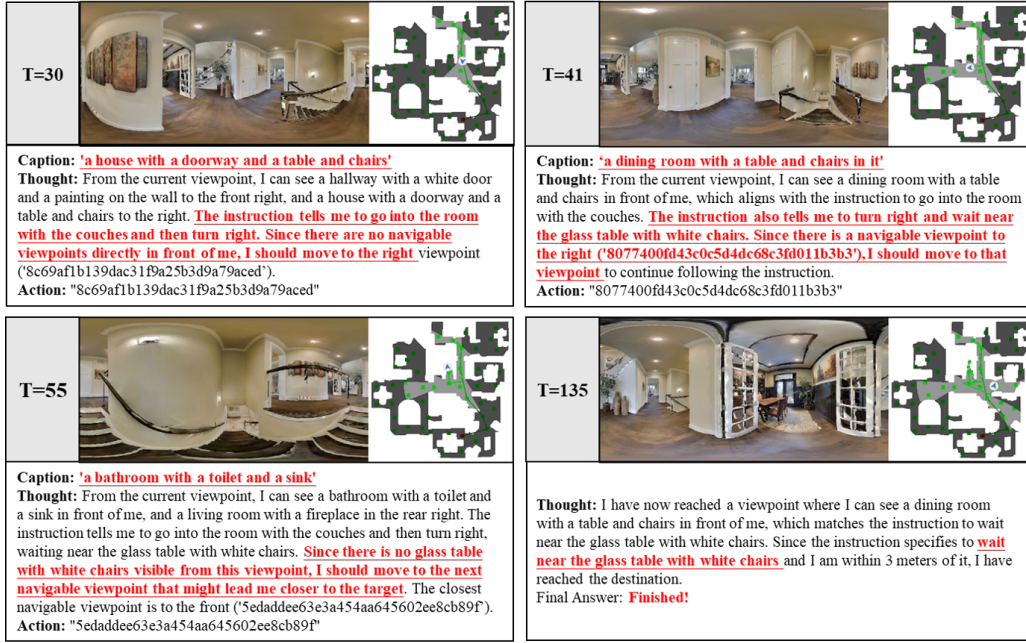 T=30
Caption: 'a house with a doorway and a table and chairs'
Thought: From the current viewpoint, I can see a hallway with a white door
and a painting on the wall to the front right, and a house with a doorway and a
table and chairs to the right. The instruction tells me to go into the room
with the couches and then turn right. Since there are no navigable
viewpoints directly in front of me, I should move to the right viewpoint
('8c69af1b139dac31f9a25b3d9a79aced').
Action: "8c69af1b139dac31f9a25b3d9a79aced"
T=41
Caption: 'a dining room with a table and chairs in it'
Thought: From the current viewpoint, I can see a dining room with a table
and chairs in front of me, which aligns with the instruction to go into the room
with the couches. The instruction also tells me to turn right and wait near
the glass table with white chairs. Since there is a navigable viewpoint to
the right ('8077400fd43c0c5d4dc68c3fd011b3b3'), I should move to that
viewpoint to continue following the instruction.
Action: "8077400fd43c0c5d4dc68c3fd011b3b3"
T=55
Caption: 'a bathroom with a toilet and a sink'
Thought: From the current viewpoint, I can see a bathroom with a toilet and
a sink in front of me, and a living room with a fireplace in the rear right. The
instruction tells me to go into the room with the couches and then turn right,
waiting near the glass table with white chairs. Since there is no glass table
with white chairs visible from this viewpoint, I should move to the next
navigable viewpoint that might lead me closer to the target. The closest
navigable viewpoint is to the front ('5edaddee63e3a454aa645602ee8cb89f').
Action: "5edaddee63e3a454aa645602ee8cb89f"
T=135
Thought: I have now reached a viewpoint where I can see a dining room
with a table and chairs in front of me, which matches the instruction to wait
near the glass table with white chairs. Since the instruction specifies to wait
near the glass table with white chairs and I am within 3 meters of it, I have
reached the destination.
Final Answer: Finished!